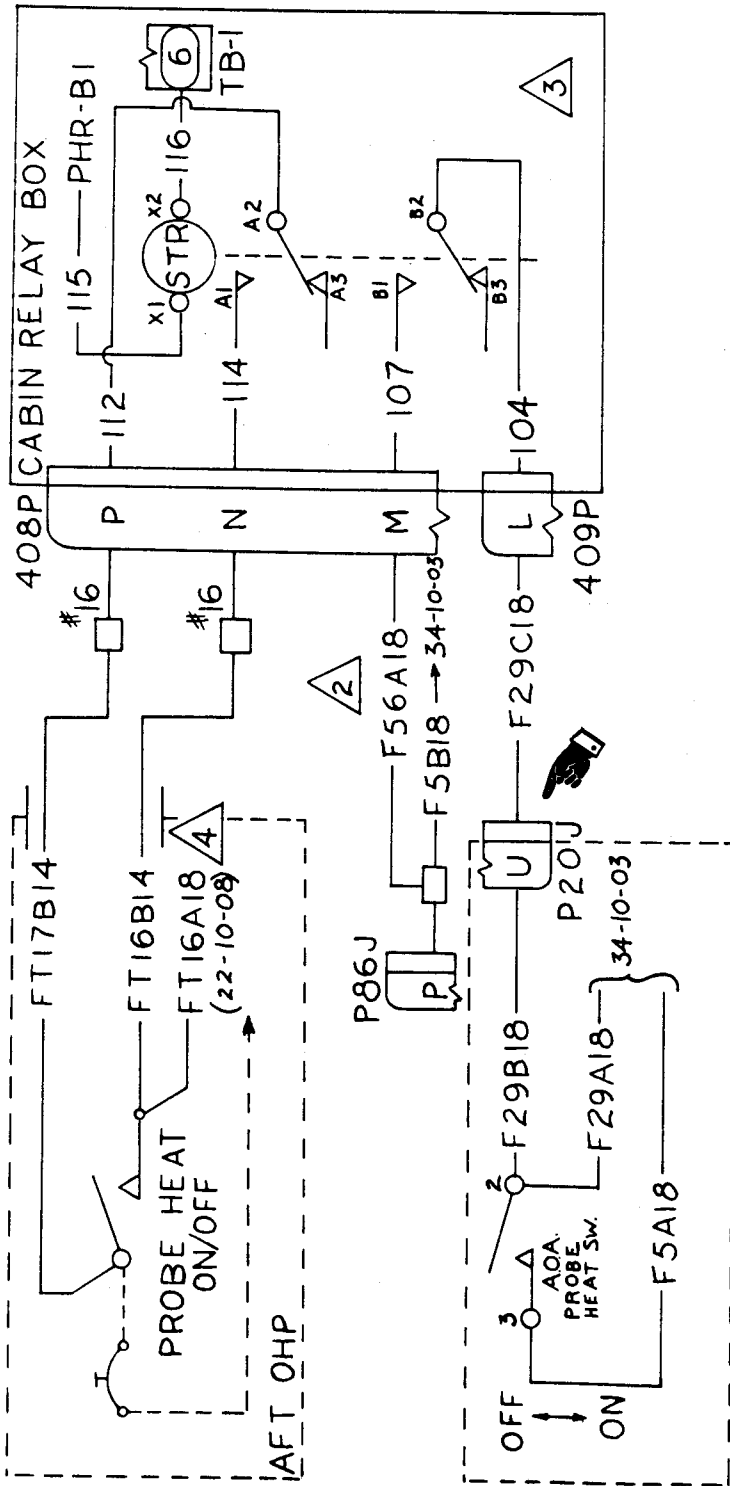 408P CABIN RELAY BOX
115
PHR-B1
6
TB-1
116
X1
STR
X2
112
P
#16
FT17B14
A1
A2
A3
114
N
#16
FT16B14
FT16A18
(22-10-08)
4
PROBE HEAT
ON/OFF
AFT OHP
B1
B2
B3
3
107
M
F56A18
2
F5B18
34-10-03
P86J
P
104
L
409P
F29C18
U
P20J
F29B18
2
34-10-03
F29A18
3
A.O.A.
PROBE
HEAT SW.
F5A18
OFF
ON